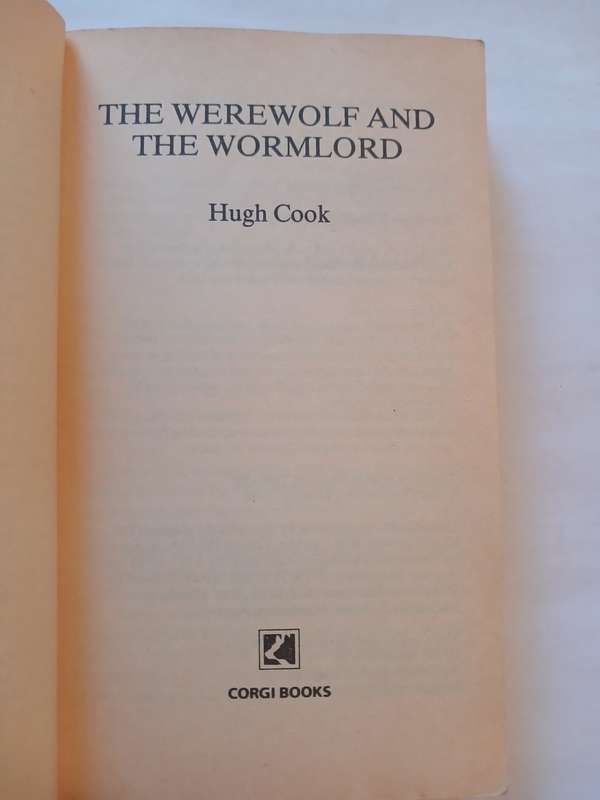 THE WEREWOLF AND
THE WORMLORD
Hugh Cook
CORGI BOOKS